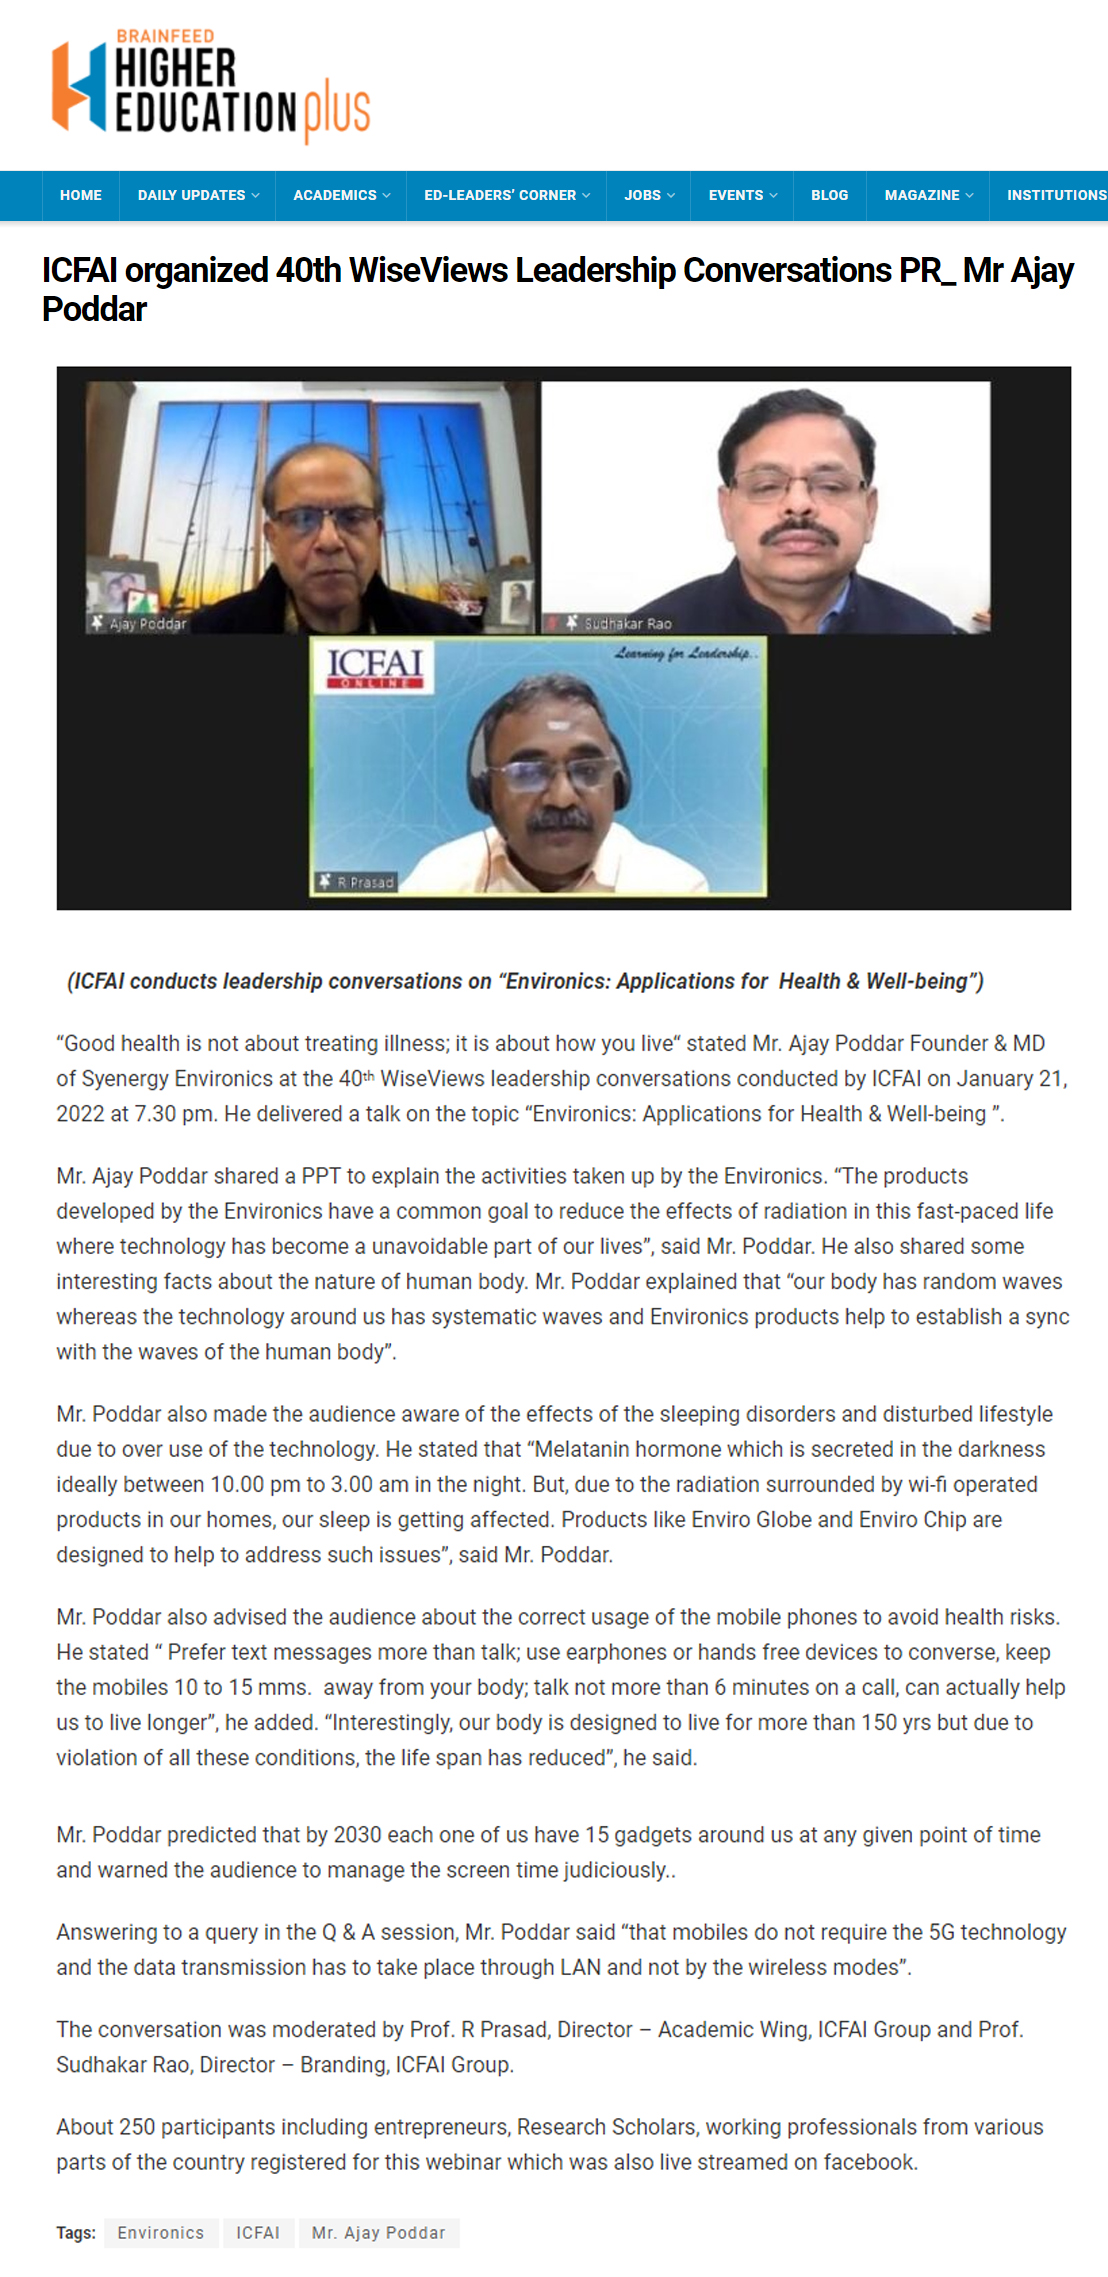 BRAINFEED
HIGHER
EDUCATION plus
HOME DAILY UPDATES ACADEMICS ED-LEADERS’ CORNER JOBS EVENTS BLOG MAGAZINE INSTITUTIONS
ICFAI organized 40th WiseViews Leadership Conversations PR_ Mr Ajay
Poddar
Ajay Poddar
Sudhakar Rao
ICFAI
ONLINE
Learning for Leadership..
R Prasad
(ICFAI conducts leadership conversations on “Environics: Applications for  Health & Well-being”)
“Good health is not about treating illness; it is about how you live“ stated Mr. Ajay Poddar Founder & MD
of Syenergy Environics at the 40th WiseViews leadership conversations conducted by ICFAI on January 21,
2022 at 7.30 pm. He delivered a talk on the topic “Environics: Applications for Health & Well-being ”.
Mr. Ajay Poddar shared a PPT to explain the activities taken up by the Environics. “The products
developed by the Environics have a common goal to reduce the effects of radiation in this fast-paced life
where technology has become a unavoidable part of our lives”, said Mr. Poddar. He also shared some
interesting facts about the nature of human body. Mr. Poddar explained that “our body has random waves
whereas the technology around us has systematic waves and Environics products help to establish a sync
with the waves of the human body”.
Mr. Poddar also made the audience aware of the effects of the sleeping disorders and disturbed lifestyle
due to over use of the technology. He stated that “Melatanin hormone which is secreted in the darkness
ideally between 10.00 pm to 3.00 am in the night. But, due to the radiation surrounded by wi-fi operated
products in our homes, our sleep is getting affected. Products like Enviro Globe and Enviro Chip are
designed to help to address such issues”, said Mr. Poddar.
Mr. Poddar also advised the audience about the correct usage of the mobile phones to avoid health risks.
He stated “ Prefer text messages more than talk; use earphones or hands free devices to converse, keep
the mobiles 10 to 15 mms.  away from your body; talk not more than 6 minutes on a call, can actually help
us to live longer”, he added. “Interestingly, our body is designed to live for more than 150 yrs but due to
violation of all these conditions, the life span has reduced”, he said.
Mr. Poddar predicted that by 2030 each one of us have 15 gadgets around us at any given point of time
and warned the audience to manage the screen time judiciously..
Answering to a query in the Q & A session, Mr. Poddar said “that mobiles do not require the 5G technology
and the data transmission has to take place through LAN and not by the wireless modes”.
The conversation was moderated by Prof. R Prasad, Director – Academic Wing, ICFAI Group and Prof.
Sudhakar Rao, Director – Branding, ICFAI Group.
About 250 participants including entrepreneurs, Research Scholars, working professionals from various
parts of the country registered for this webinar which was also live streamed on facebook.
Tags: Environics ICFAI Mr. Ajay Poddar